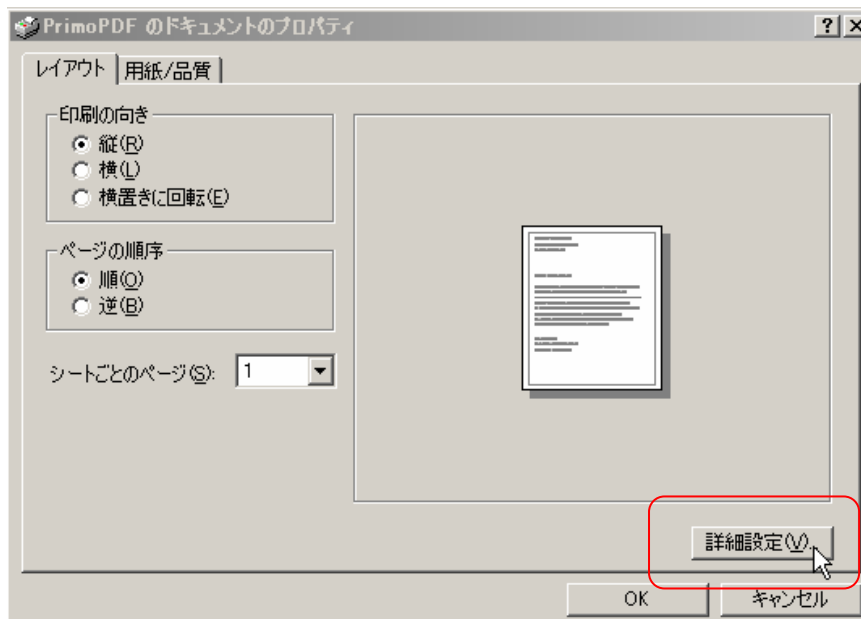 PrimoPDF のドキュメントのプロパティ
レイアウト
用紙/品質
印刷の向き
縦(R)
横(L)
横置きに回転(E)
ページの順序
順(O)
逆(B)
シートごとのページ(S):
1
詳細設定(V)...
OK
キャンセル